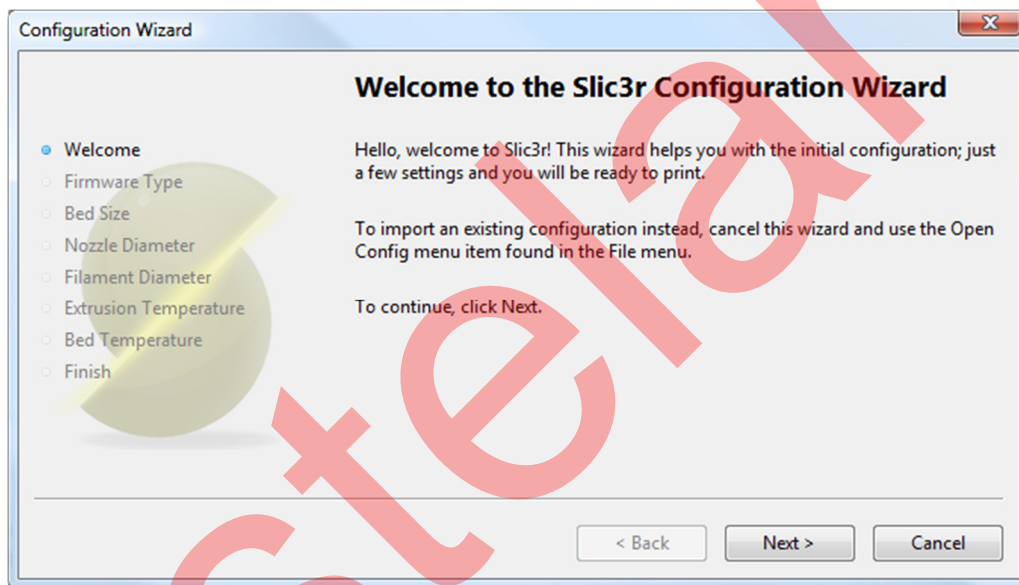 Configuration Wizard
Welcome to the Slic3r Configuration Wizard
Welcome
Firmware Type
Bed Size
Nozzle Diameter
Filament Diameter
Extrusion Temperature
Bed Temperature
Finish
Hello, welcome to Slic3r! This wizard helps you with the initial configuration; just
a few settings and you will be ready to print.
To import an existing configuration instead, cancel this wizard and use the Open
Config menu item found in the File menu.
To continue, click Next.
< Back
Next >
Cancel
stelar